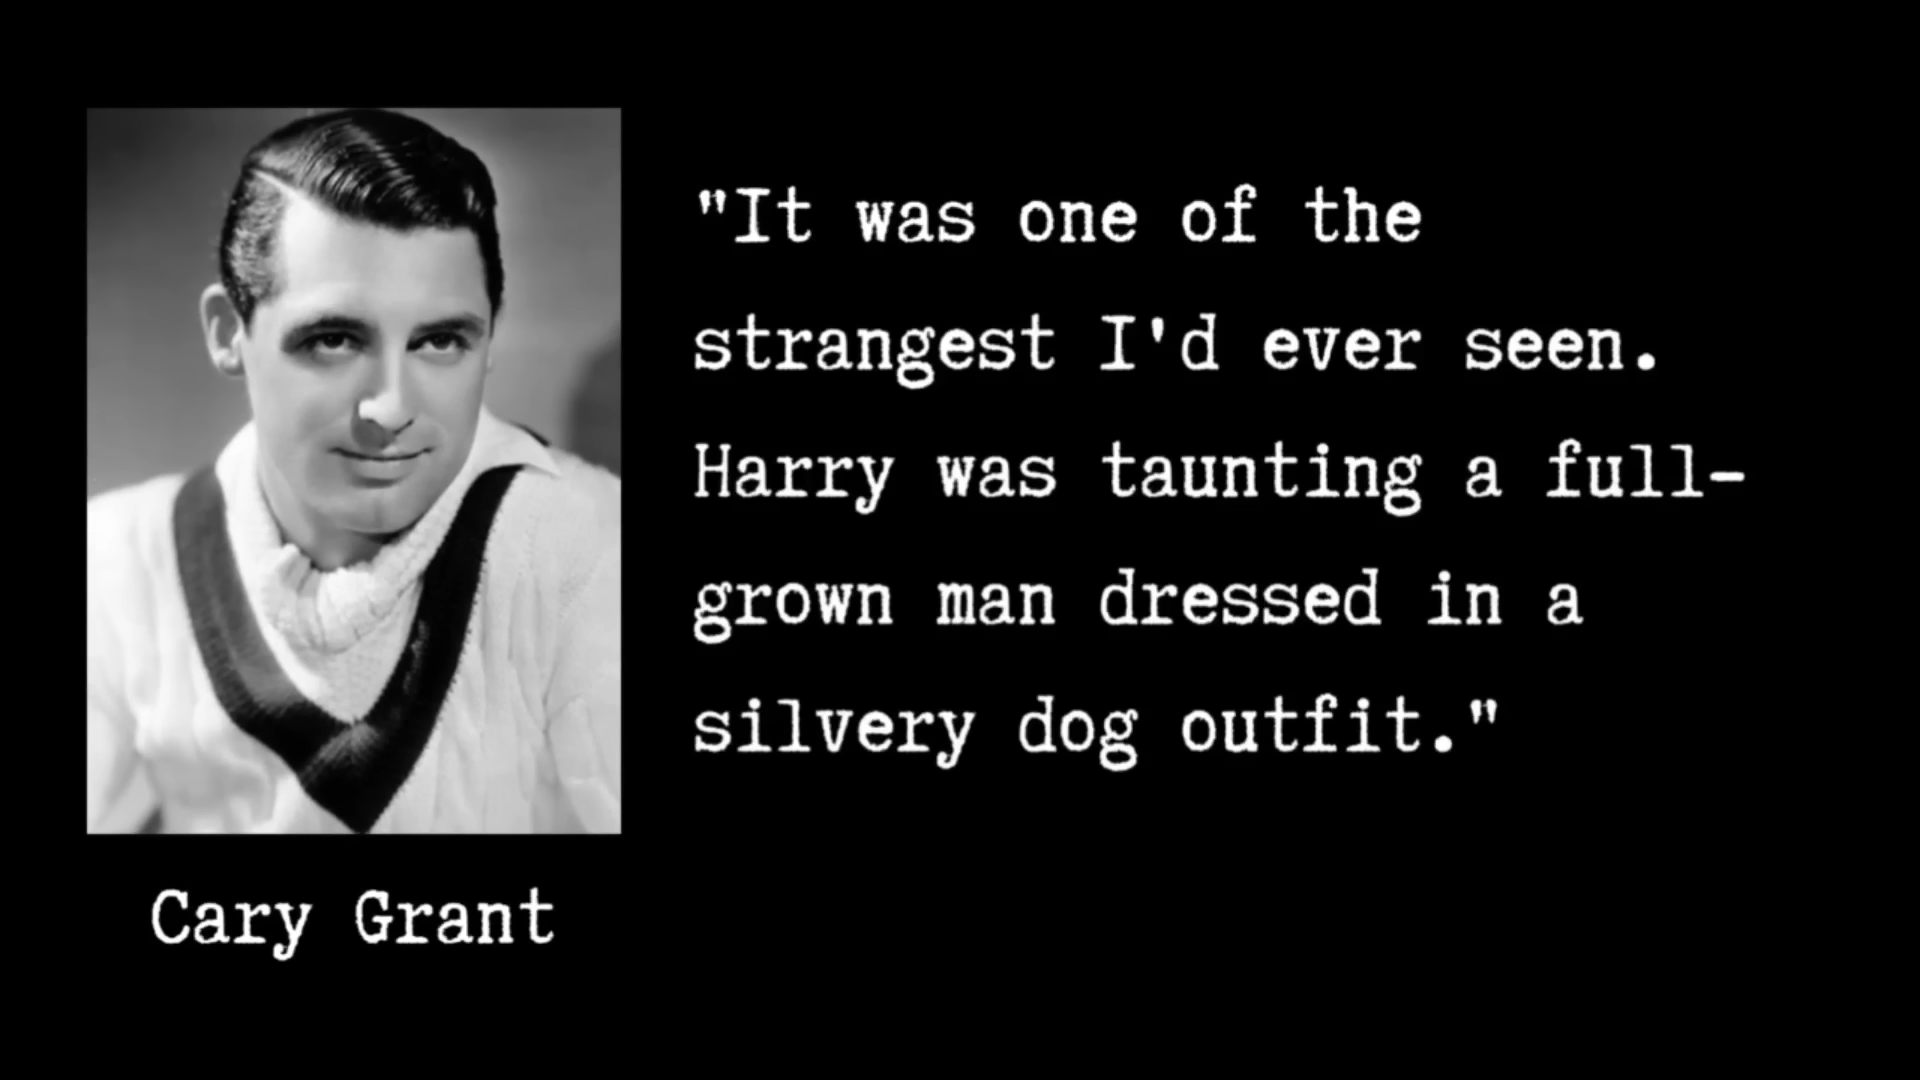 "It was one of the
strangest I'd ever seen.
Harry was taunting a full-
grown man dressed in a
silvery dog outfit."
Cary Grant